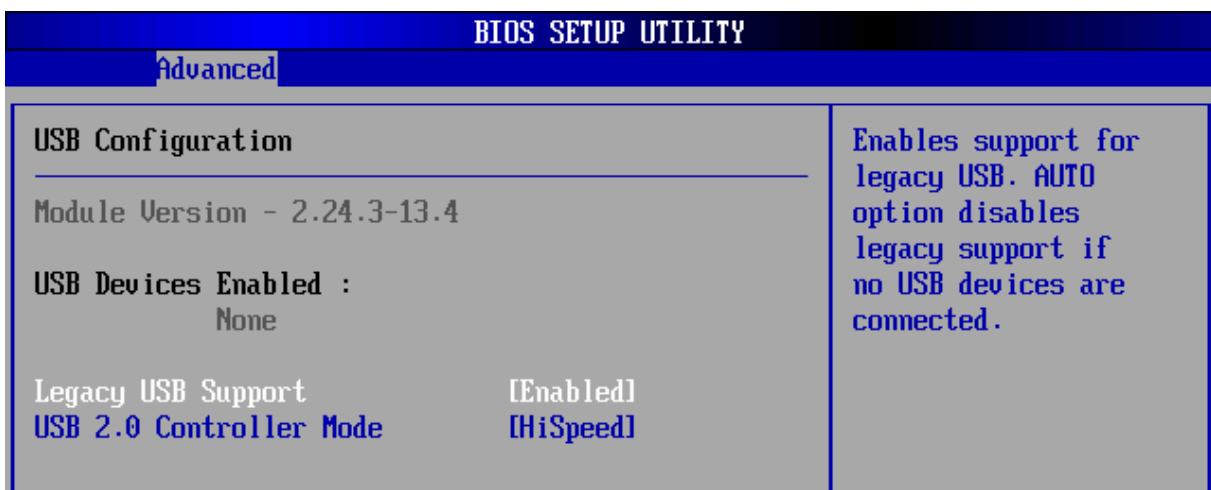 BIOS SETUP UTILITY
Advanced
USB Configuration
Module Version - 2.24.3-13.4
USB Devices Enabled :
None
Legacy USB Support [Enabled]
USB 2.0 Controller Mode [HiSpeed]
Enables support for
legacy USB. AUTO
option disables
legacy support if
no USB devices are
connected.